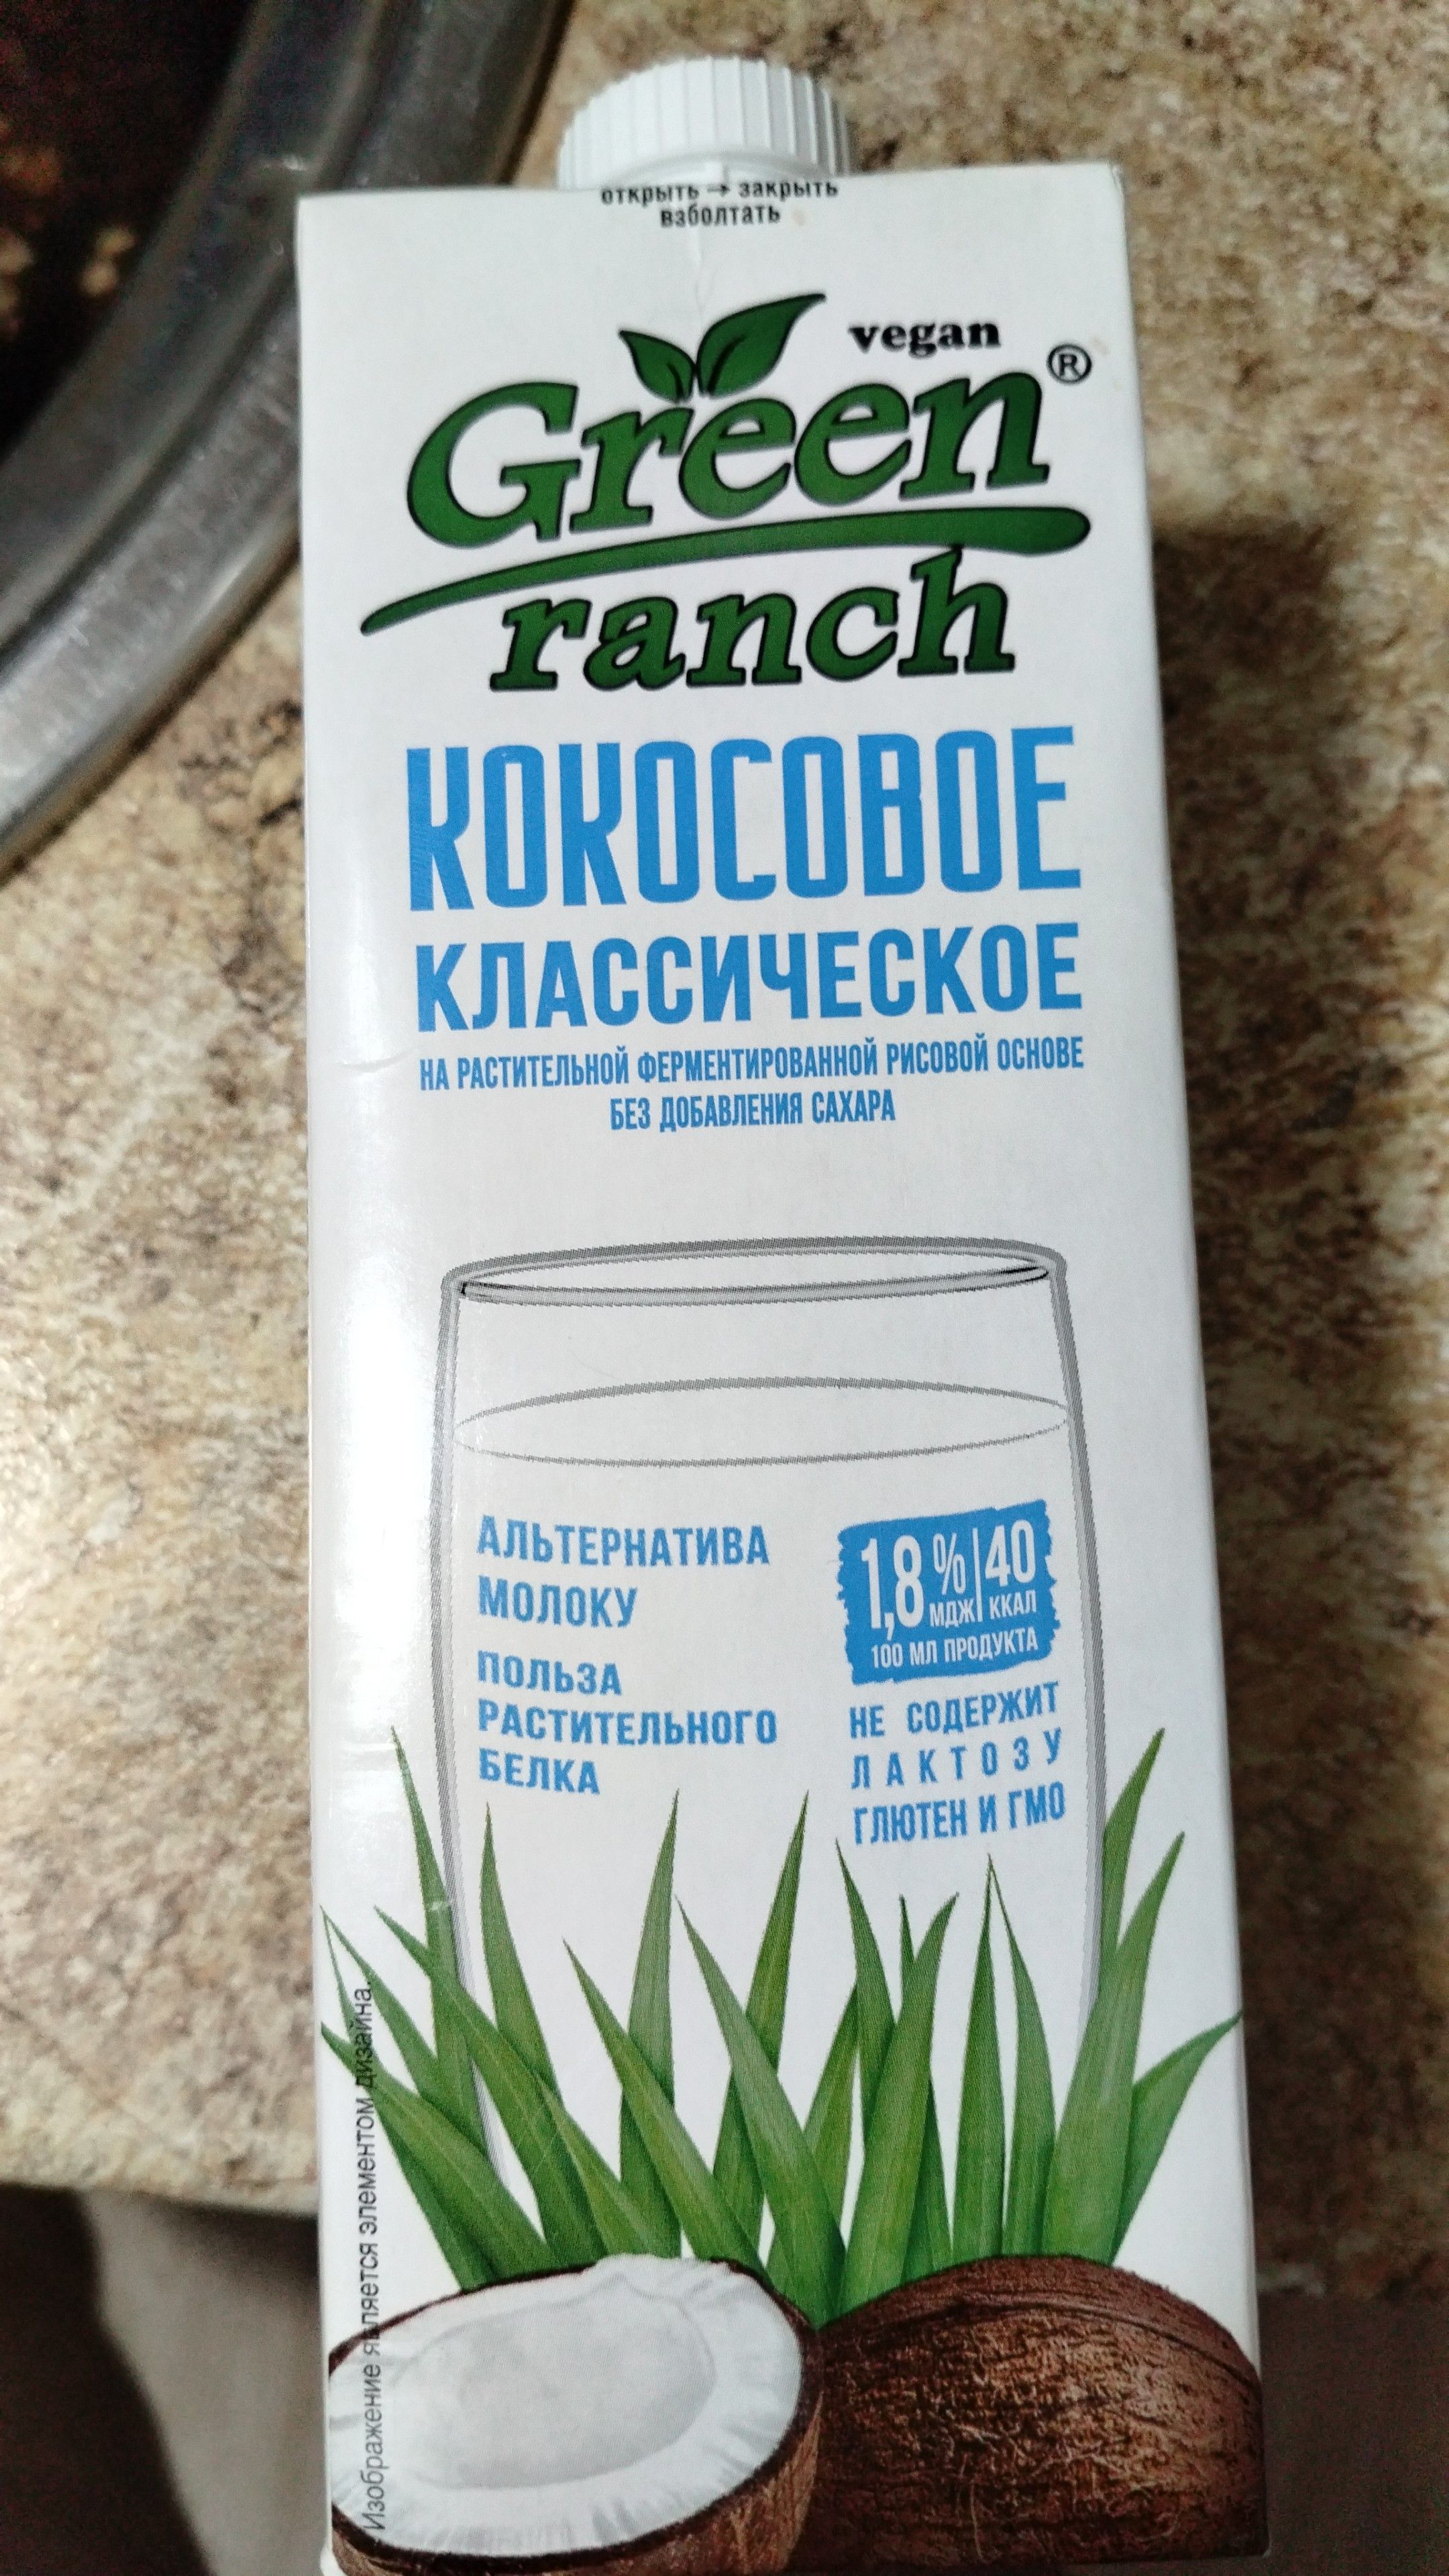 открыть → закрыть
взболтать
vegan
Green ®
ranch
КОКОСОВОЕ
КЛАССИЧЕСКОЕ
НА РАСТИТЕЛЬНОЙ ФЕРМЕНТИРОВАННОЙ РИСОВОЙ ОСНОВЕ
БЕЗ ДОБАВЛЕНИЯ САХАРА
АЛЬТЕРНАТИВА
МОЛОКУ
ПОЛЬЗА
РАСТИТЕЛЬНОГО
БЕЛКА
1,8 % МДЖ | 40 ККАЛ
100 МЛ ПРОДУКТА
НЕ СОДЕРЖИТ
ЛАКТОЗУ
ГЛЮТЕН И ГМО
Изображение является элементом дизайна.